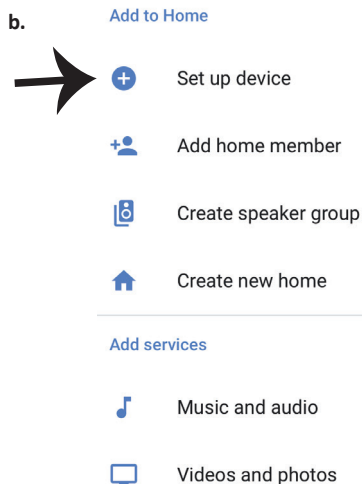 Add to Home
b.
Set up device
Add home member
Create speaker group
Create new home
Add services
Music and audio
Videos and photos